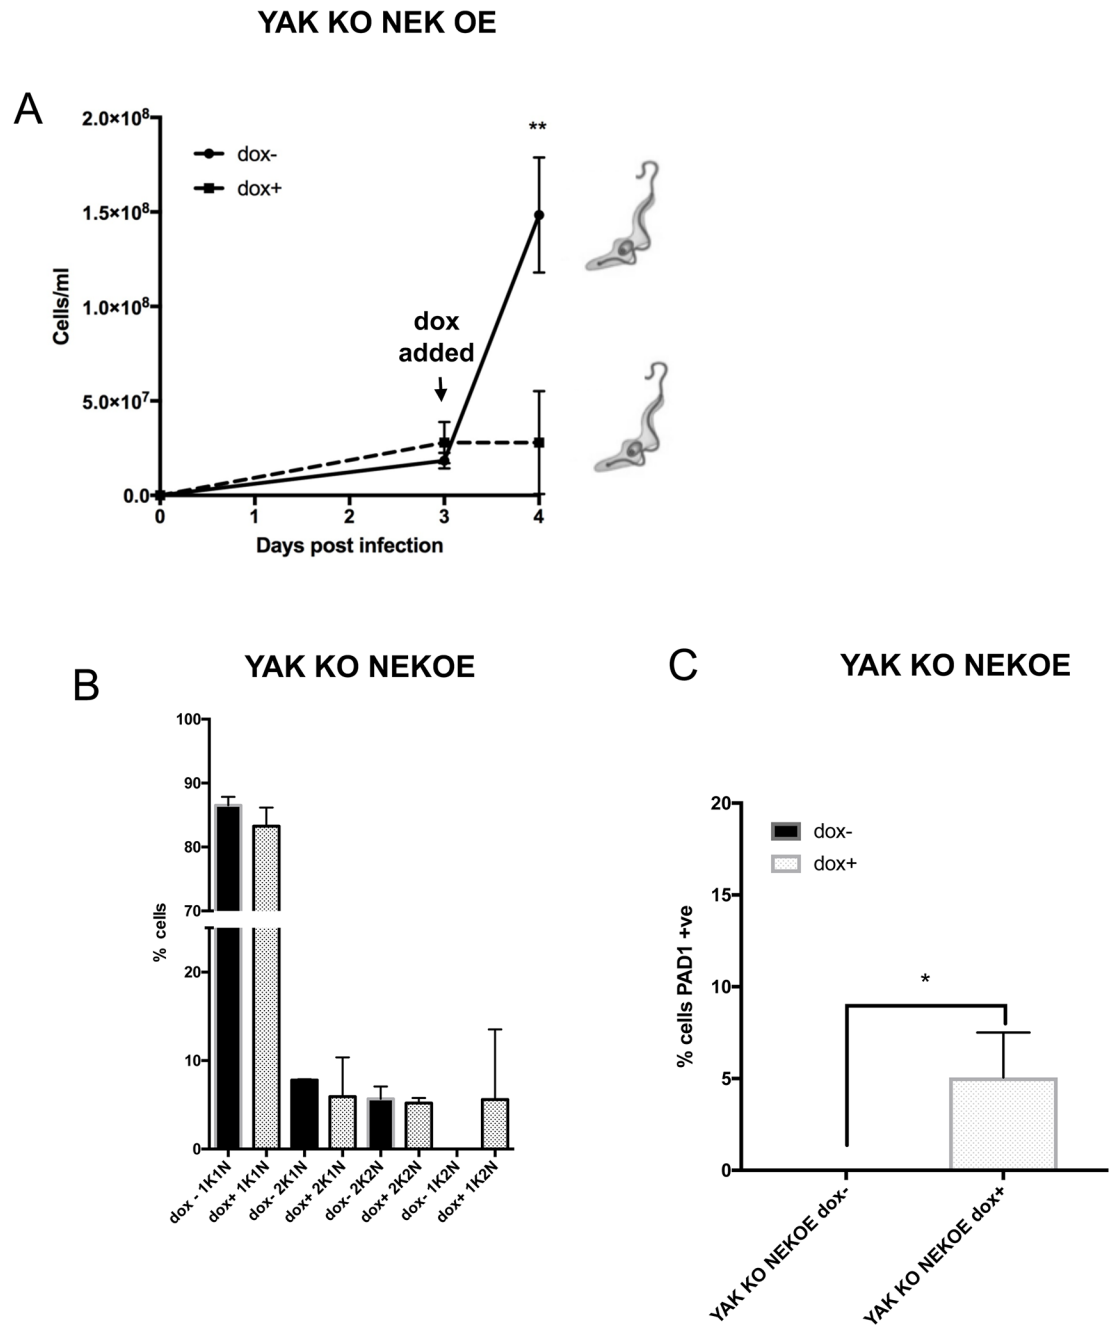 YAK KO NEK OE
A
2.0×10⁸
1.5×10⁸
1.0×10⁸
5.0×10⁷
0.0
Cells/ml
dox-
dox+
**
dox
added
0 1 2 3 4
Days post infection
B
YAK KO NEKOE
100
90
80
70
20
10
0
% cells
dox - 1K1N
dox+ 1K1N
dox- 2K1N
dox+ 2K1N
dox- 2K2N
dox+ 2K2N
dox- 1K2N
dox+ 1K2N
C
YAK KO NEKOE
20
15
10
5
0
% cells PAD1 +ve
dox-
dox+
*
YAK KO NEKOE dox-
YAK KO NEKOE dox+